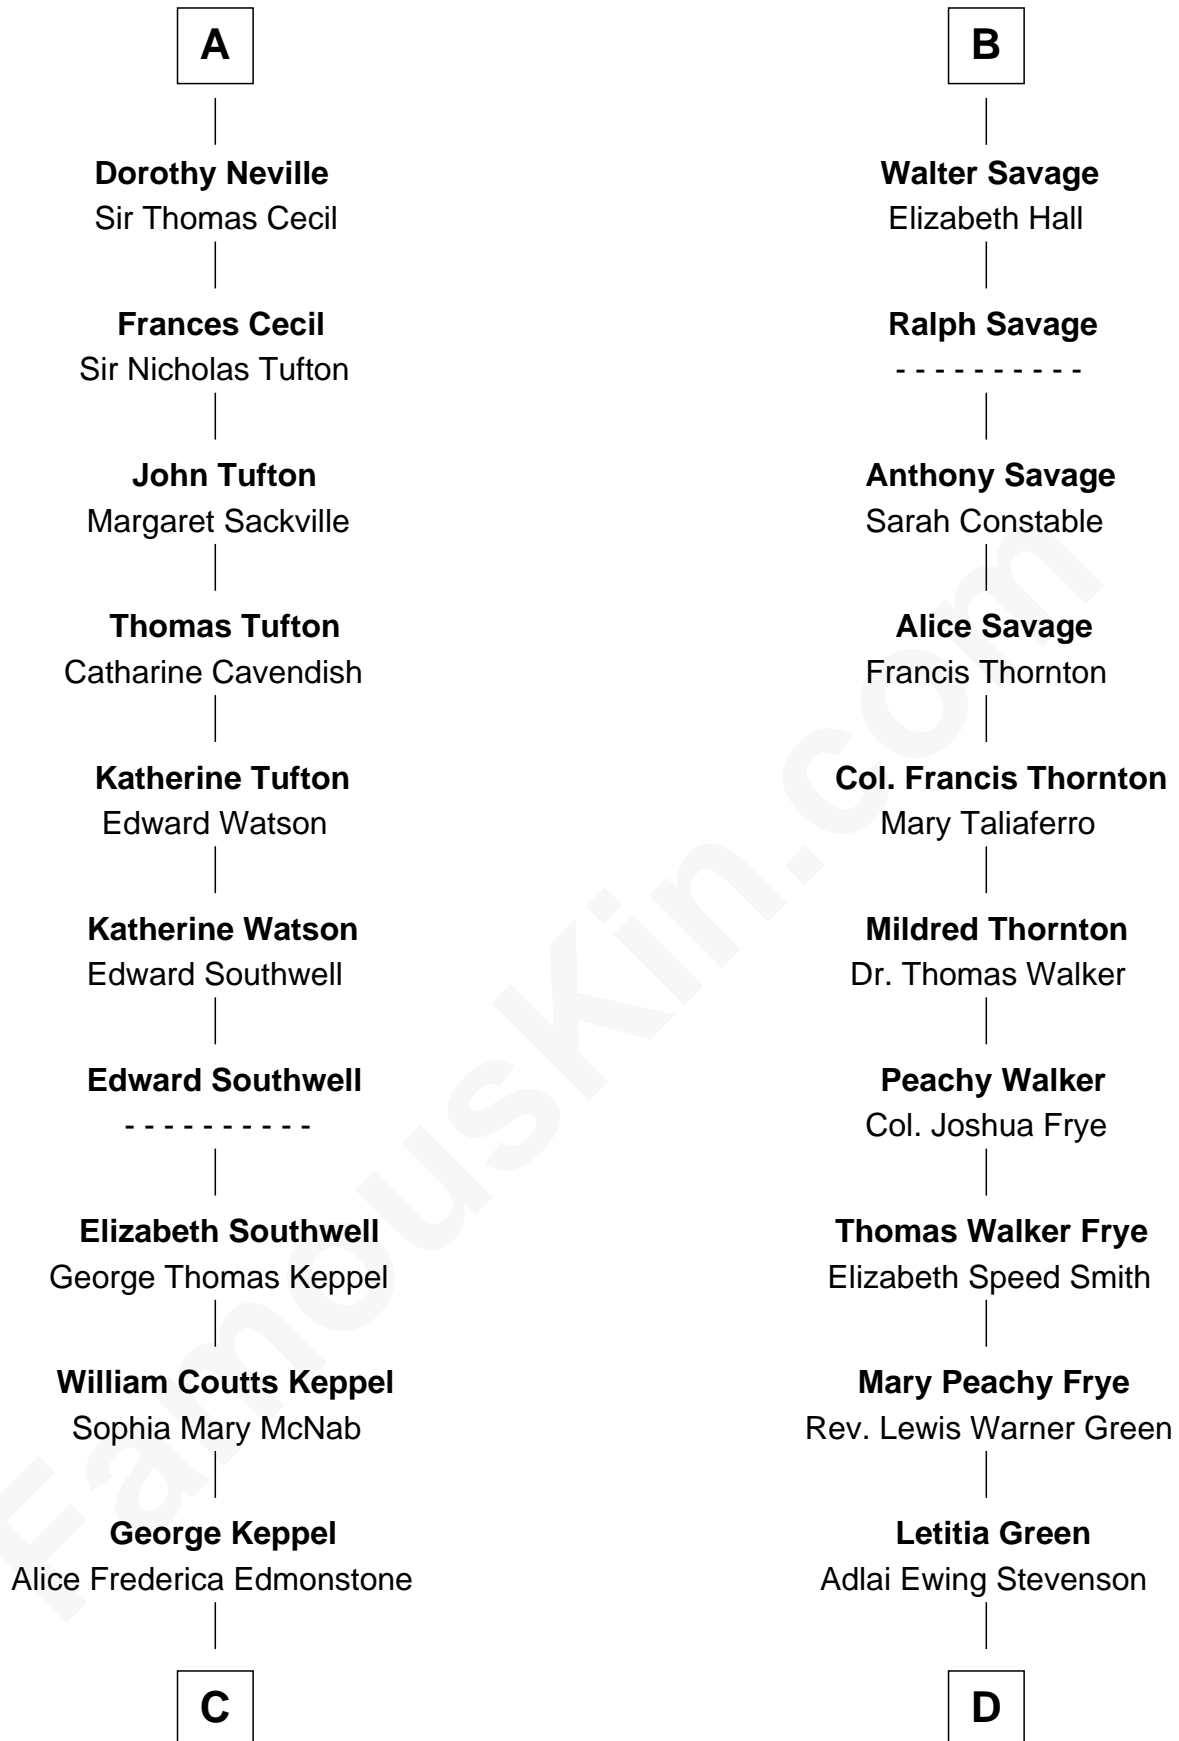 A
Dorothy Neville
Sir Thomas Cecil
Frances Cecil
Sir Nicholas Tufton
John Tufton
Margaret Sackville
Thomas Tufton
Catharine Cavendish
Katherine Tufton
Edward Watson
Katherine Watson
Edward Southwell
Edward Southwell
- - - - - - - - - -
Elizabeth Southwell
George Thomas Keppel
William Coutts Keppel
Sophia Mary McNab
George Keppel
Alice Frederica Edmonstone
C
B
Walter Savage
Elizabeth Hall
Ralph Savage
- - - - - - - - - -
Anthony Savage
Sarah Constable
Alice Savage
Francis Thornton
Col. Francis Thornton
Mary Taliaferro
Mildred Thornton
Dr. Thomas Walker
Peachy Walker
Col. Joshua Frye
Thomas Walker Frye
Elizabeth Speed Smith
Mary Peachy Frye
Rev. Lewis Warner Green
Letitia Green
Adlai Ewing Stevenson
D
FamousKin.com